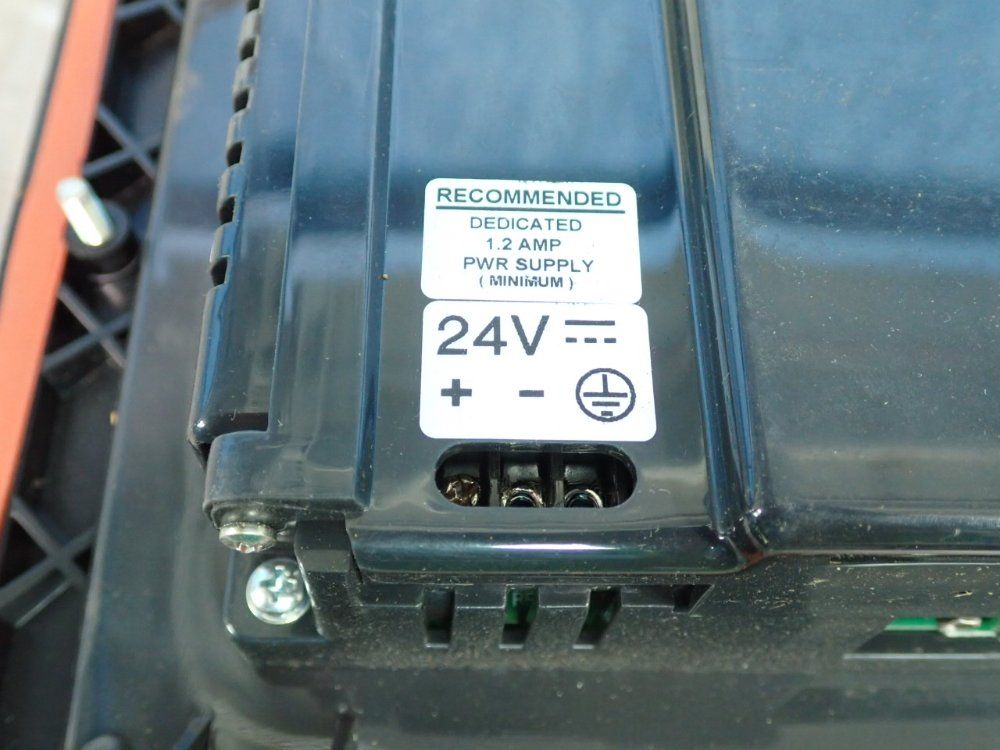 RECOMMENDED
DEDICATED
1.2 AMP
PWR SUPPLY
( MINIMUM )
24V
+ -